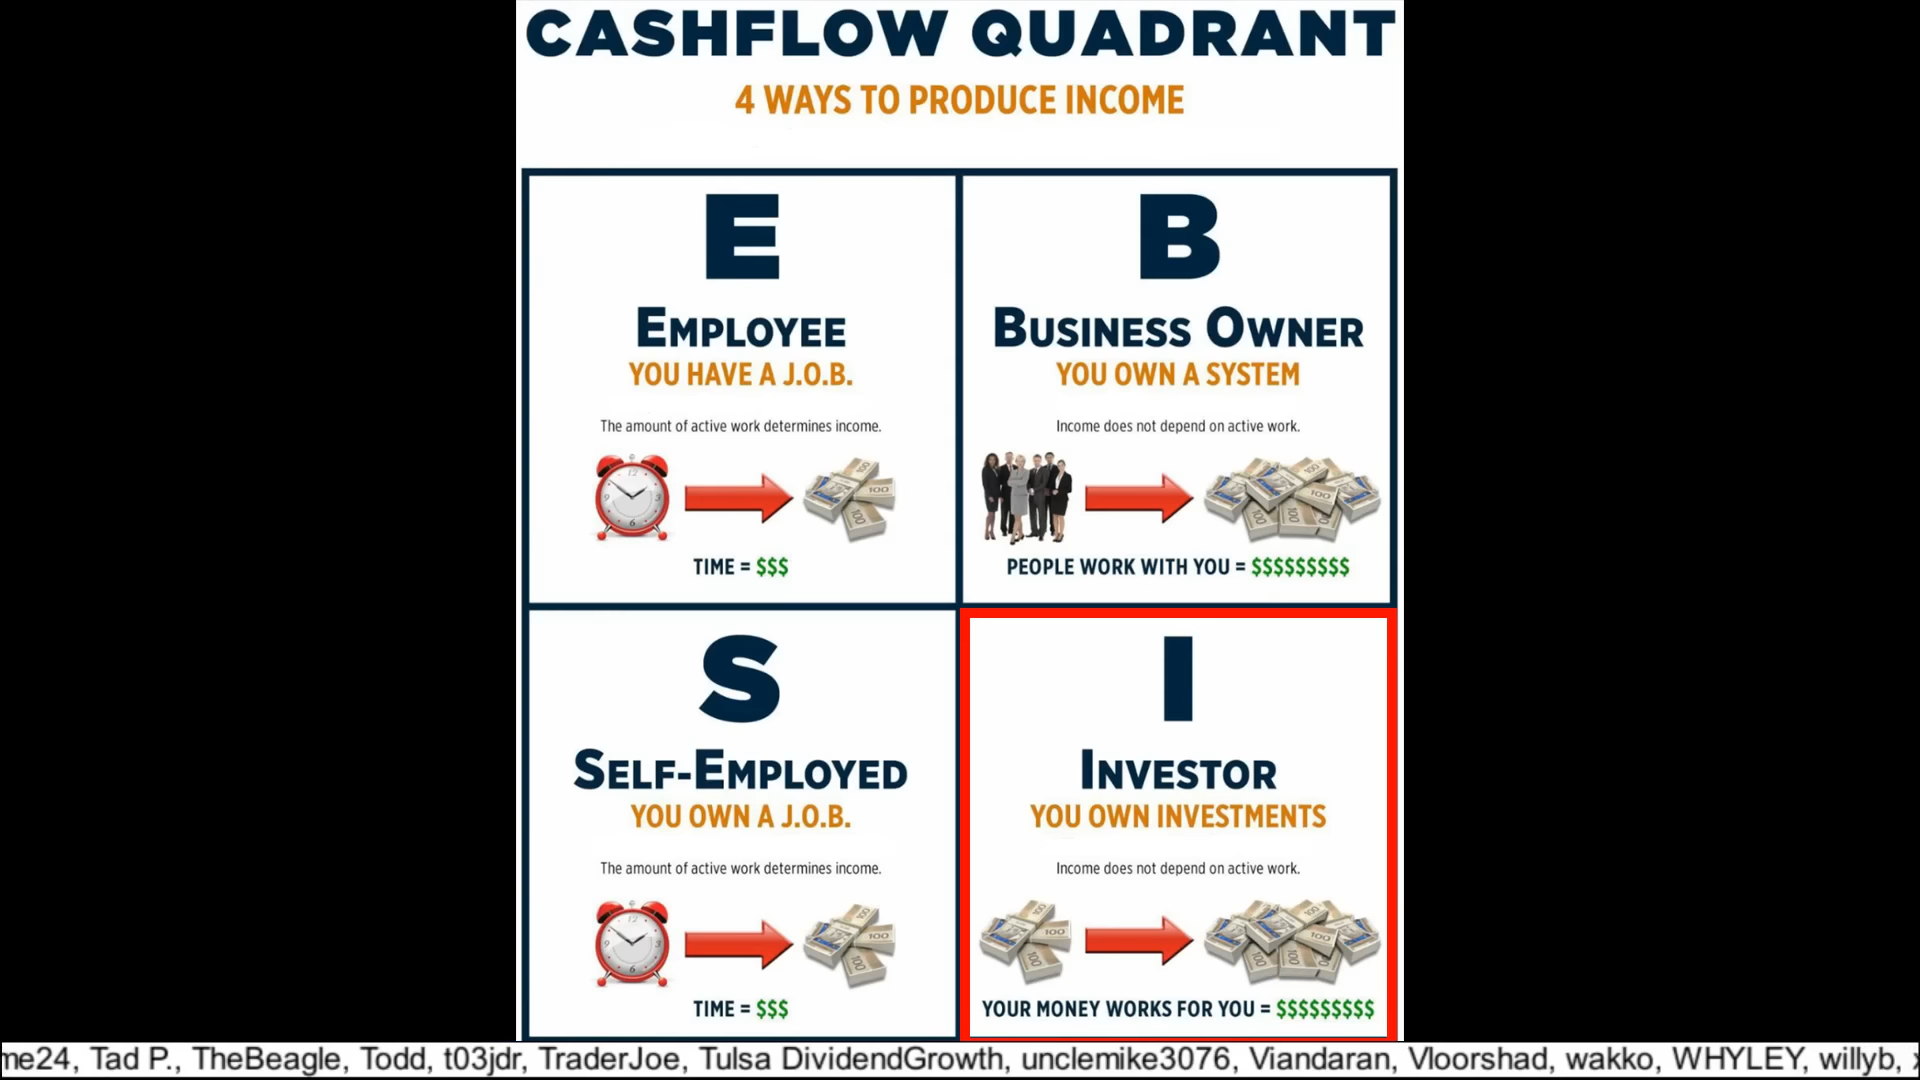 CASHFLOW QUADRANT
4 WAYS TO PRODUCE INCOME
E
EMPLOYEE
YOU HAVE A J.O.B.
The amount of active work determines income.
TIME = $$$
B
BUSINESS OWNER
YOU OWN A SYSTEM
Income does not depend on active work.
PEOPLE WORK WITH YOU = $$$$$$$$$
S
SELF-EMPLOYED
YOU OWN A J.O.B.
The amount of active work determines income.
TIME = $$$
I
INVESTOR
YOU OWN INVESTMENTS
Income does not depend on active work.
YOUR MONEY WORKS FOR YOU = $$$$$$$$$
me24, Tad P., TheBeagle, Todd, t03jdr, TraderJoe, Tulsa DividendGrowth, unclemike3076, Viandaran, Vloorshad, wakko, WHYLEY, willyb,